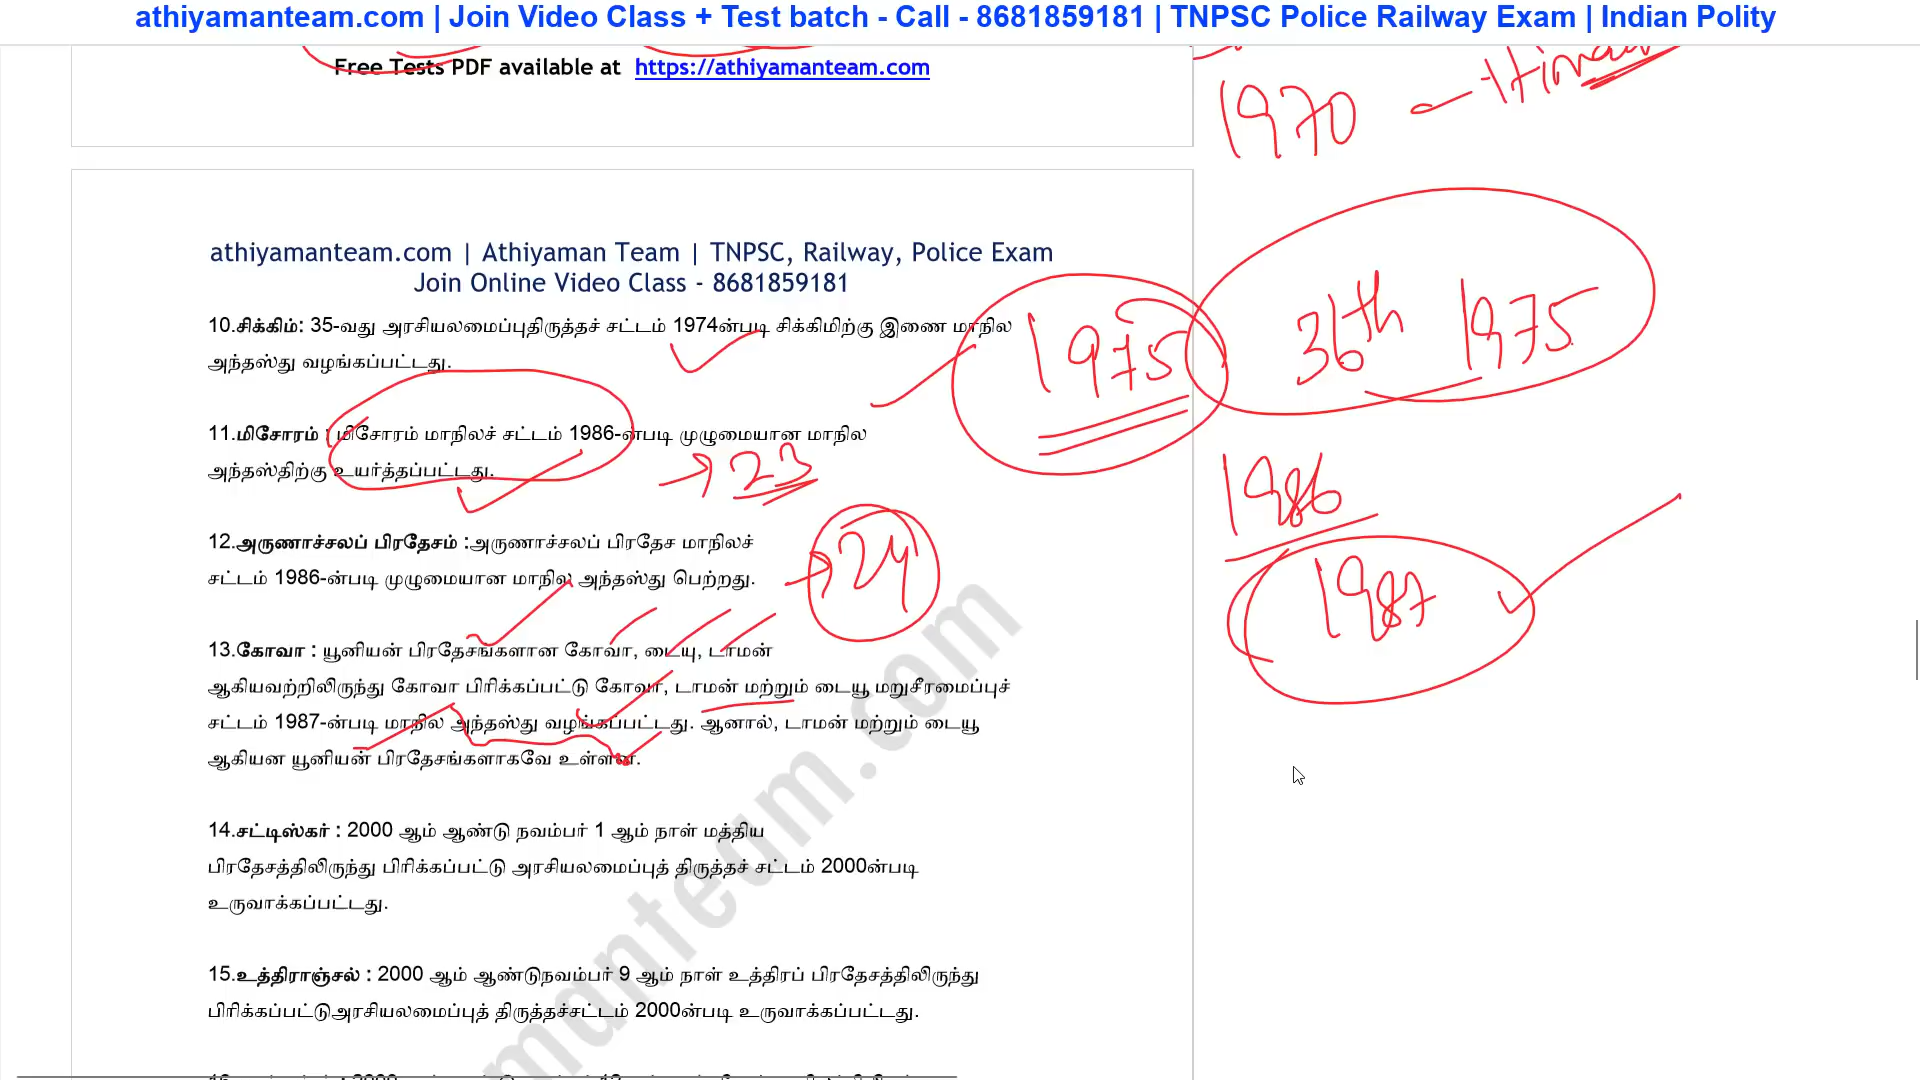 athiyamanteam.com | Join Video Class + Test batch - Call - 8681859181 | TNPSC Police Railway Exam | Indian Polity
Free Tests PDF available at https://athiyamanteam.com
1970
athiyamanteam.com | Athiyaman Team | TNPSC, Railway, Police Exam
Join Online Video Class - 8681859181
10.சிக்கிம்: 35-வது அரசியலமைப்புதிருத்தச் சட்டம் 1974ன்படி சிக்கிமிற்கு இணை மாநில
அந்தஸ்து வழங்கப்பட்டது.
1975
36th 1975
11.மிசோரம் : மிசோரம் மாநிலச் சட்டம் 1986-ன்படி முழுமையான மாநில
அந்தஸ்திற்கு உயர்த்தப்பட்டது.
23
1986
12.அருணாச்சலப் பிரதேசம் :அருணாச்சலப் பிரதேச மாநிலச்
சட்டம் 1986-ன்படி முழுமையான மாநில அந்தஸ்து பெற்றது.
24
1987
13.கோவா : யூனியன் பிரதேசங்களான கோவா, டையு, டாமன்
ஆகியவற்றிலிருந்து கோவா பிரிக்கப்பட்டு கோவா, டாமன் மற்றும் டையூ மறுசீரமைப்புச்
சட்டம் 1987-ன்படி மாநில அந்தஸ்து வழங்கப்பட்டது. ஆனால், டாமன் மற்றும் டையூ
ஆகியன யூனியன் பிரதேசங்களாகவே உள்ளன.
14.சட்டிஸ்கர் : 2000 ஆம் ஆண்டு நவம்பர் 1 ஆம் நாள் மத்திய
பிரதேசத்திலிருந்து பிரிக்கப்பட்டு அரசியலமைப்புத் திருத்தச் சட்டம் 2000ன்படி
உருவாக்கப்பட்டது.
15.உத்திராஞ்சல் : 2000 ஆம் ஆண்டுநவம்பர் 9 ஆம் நாள் உத்திரப் பிரதேசத்திலிருந்து
பிரிக்கப்பட்டுஅரசியலமைப்புத் திருத்தச்சட்டம் 2000ன்படி உருவாக்கப்பட்டது.
manteam.com